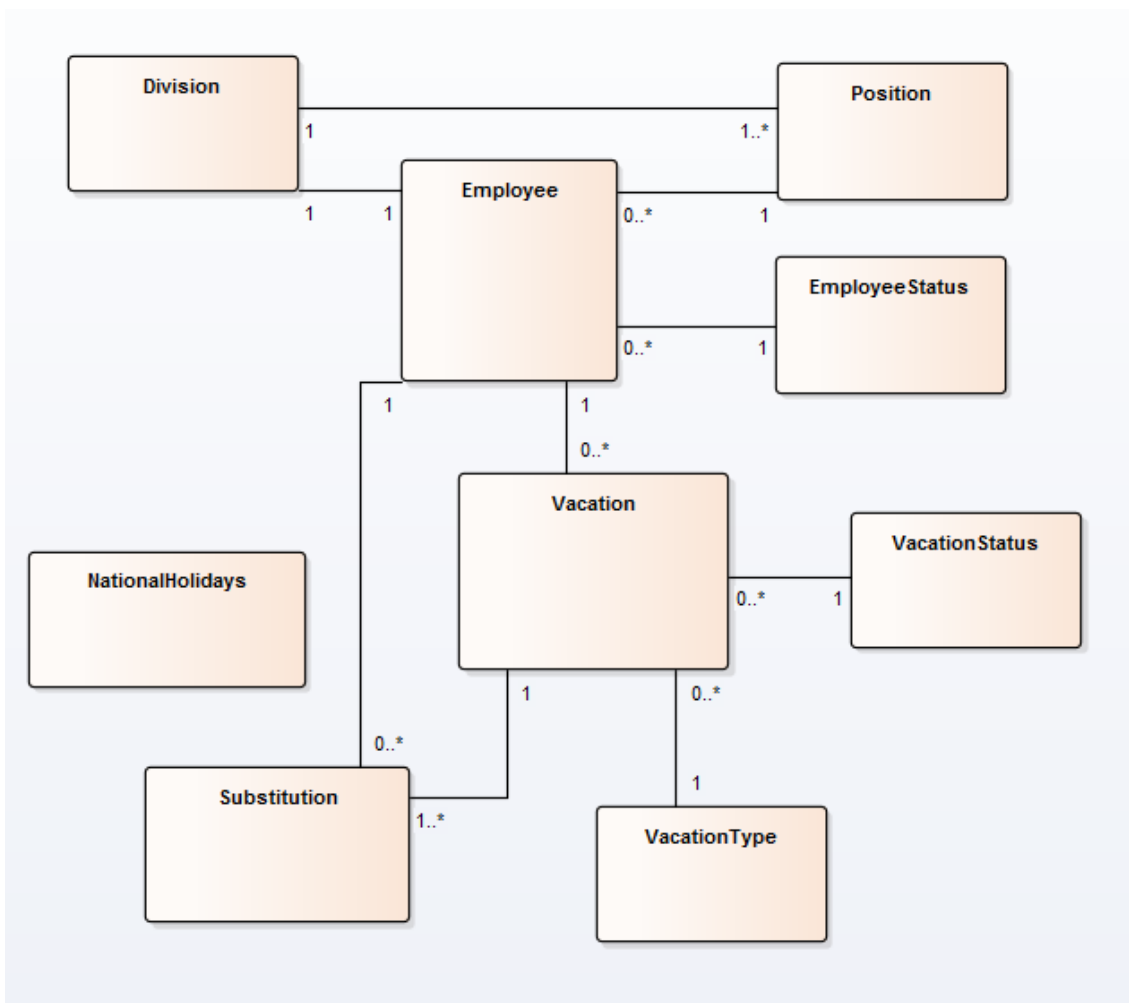 Division
Position
1
1..*
Employee
1
1
0..*
1
EmployeeStatus
0..*
1
1
1
0..*
Vacation
VacationStatus
NationalHolidays
0..*
1
1
0..*
0..*
Substitution
1
1..*
VacationType